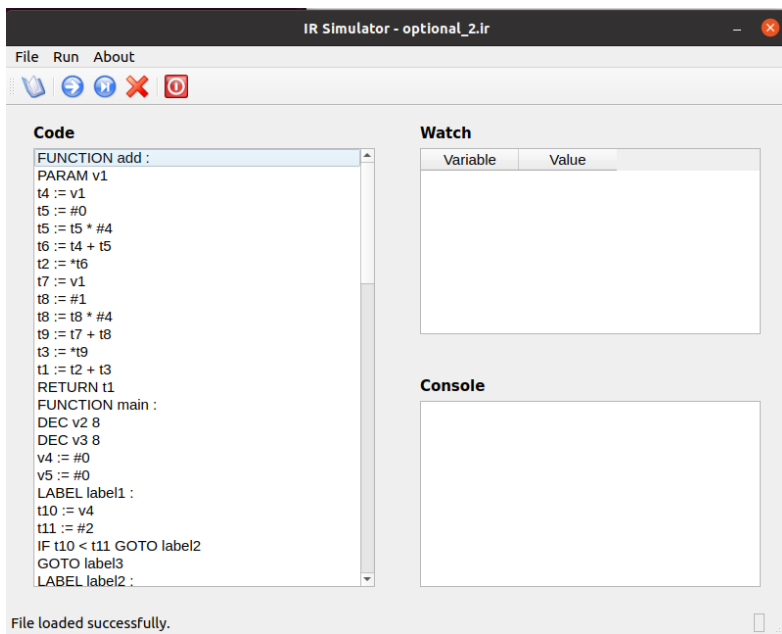 IR Simulator - optional_2.ir
File Run About
Code
FUNCTION add :
PARAM v1
t4 := v1
t5 := #0
t5 := t5 * #4
t6 := t4 + t5
t2 := *t6
t7 := v1
t8 := #1
t8 := t8 * #4
t9 := t7 + t8
t3 := *t9
t1 := t2 + t3
RETURN t1
FUNCTION main :
DEC v2 8
DEC v3 8
v4 := #0
v5 := #0
LABEL label1 :
t10 := v4
t11 := #2
IF t10 < t11 GOTO label2
GOTO label3
LABEL label2 :
Watch
Variable Value
Console
File loaded successfully.